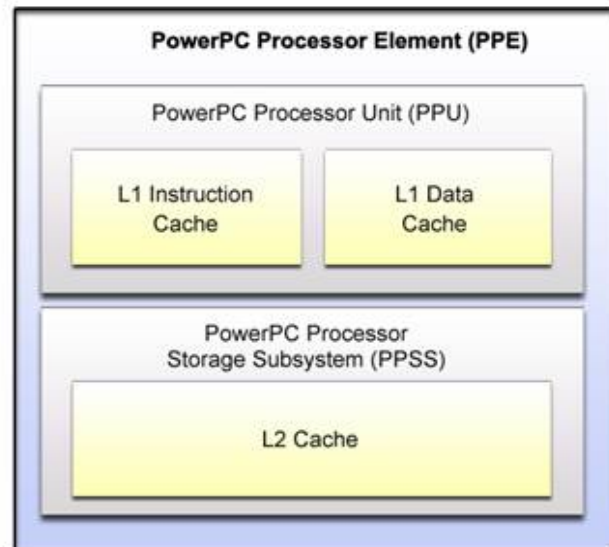 PowerPC Processor Element (PPE)
PowerPC Processor Unit (PPU)
L1 Instruction
Cache
L1 Data
Cache
PowerPC Processor
Storage Subsystem (PPSS)
L2 Cache